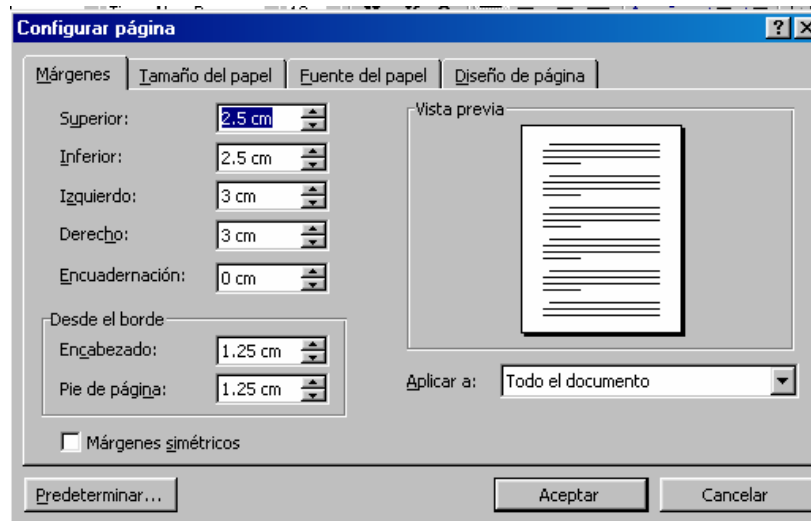 Configurar página
Márgenes Tamaño del papel Fuente del papel Diseño de página
Superior: 2.5 cm
Inferior: 2.5 cm
Izquierdo: 3 cm
Derecho: 3 cm
Encuadernación: 0 cm
Desde el borde
Encabezado: 1.25 cm
Pie de página: 1.25 cm
Márgenes simétricos
Vista previa
Aplicar a: Todo el documento
Predeterminar... Aceptar Cancelar